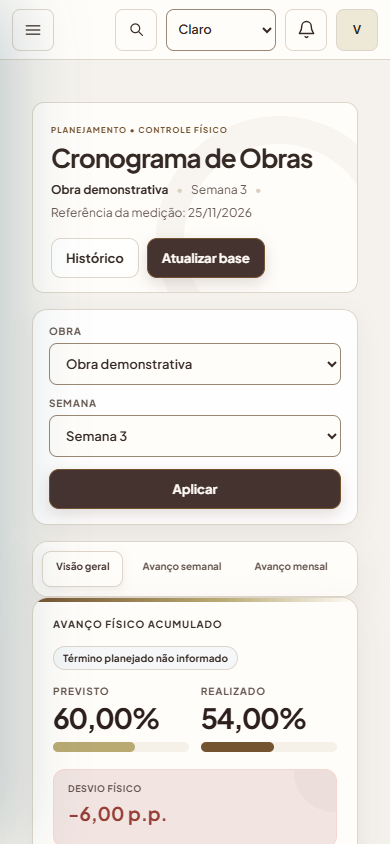 Claro
V
PLANEJAMENTO • CONTROLE FÍSICO
Cronograma de Obras
Obra demonstrativa • Semana 3 •
Referência da medição: 25/11/2026
Histórico
Atualizar base
OBRA
Obra demonstrativa
SEMANA
Semana 3
Aplicar
Visão geral
Avanço semanal
Avanço mensal
AVANÇO FÍSICO ACUMULADO
Término planejado não informado
PREVISTO
REALIZADO
60,00%
54,00%
DESVIO FÍSICO
-6,00 p.p.